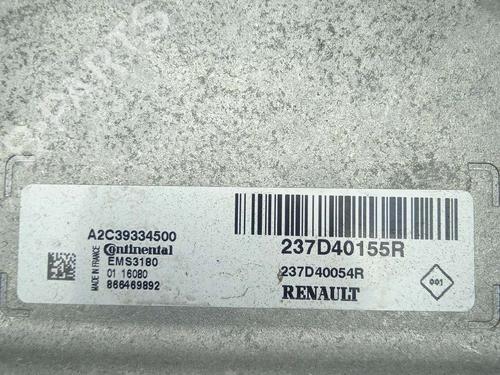 A2C39334500
Continental
EMS3180
01 16080
866469892
MADE IN FRANCE
237D40155R
237D40054R
RENAULT
001